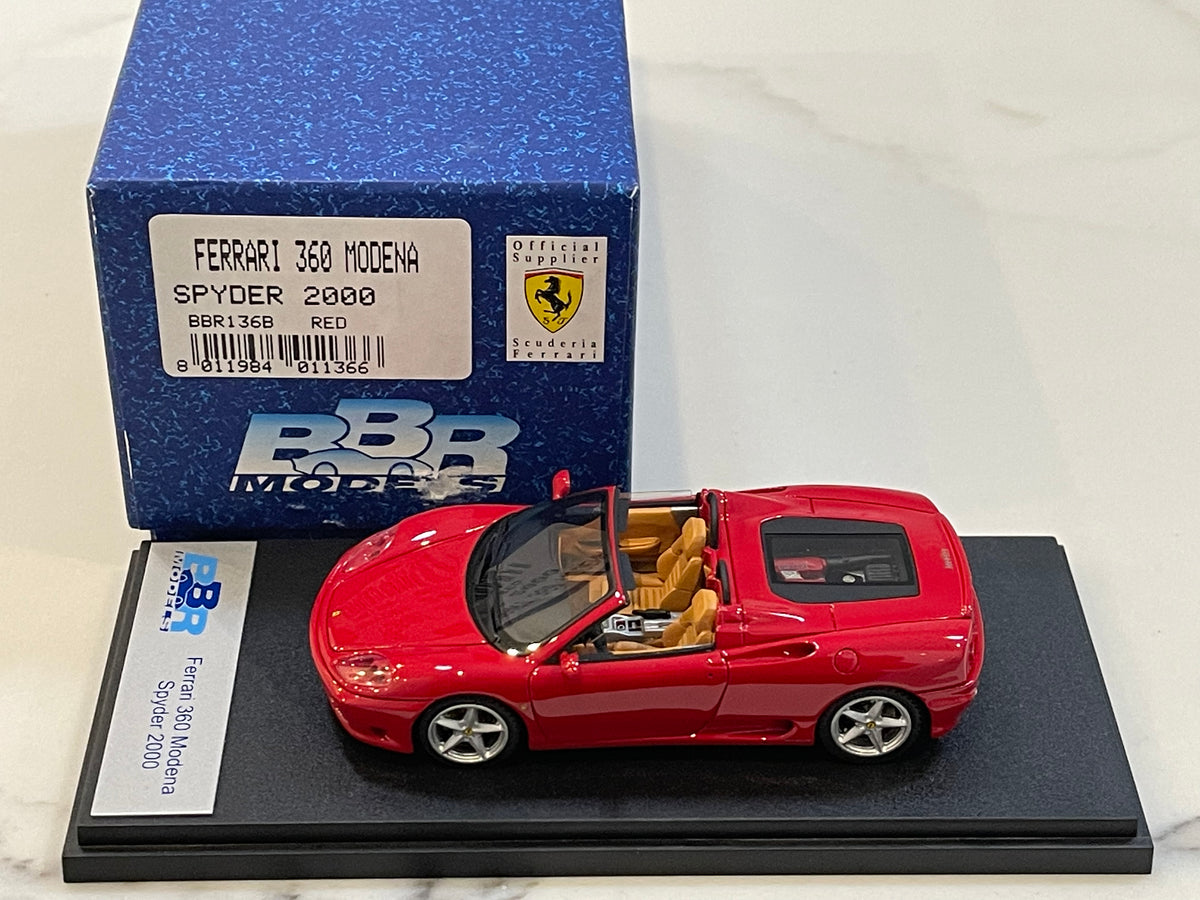 FERRARI 360 MODENA
SPYDER 2000
BBR136B RED
8 011984 011366
Official
Supplier
S F
Scuderia
Ferrari
BBR
MODELS
BBR
MODELS
Ferrari 360 Modena
Spyder 2000